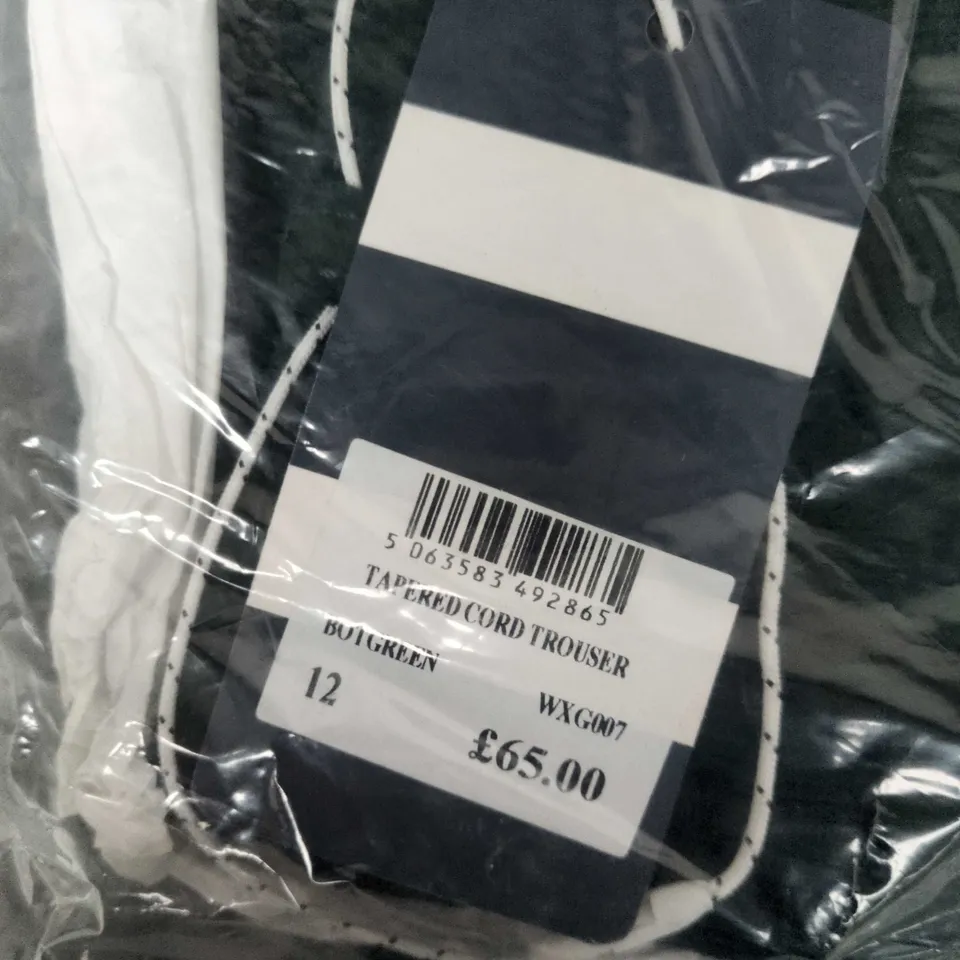 5 063583 492865
TAPERED CORD TROUSER
BOTGREEN
12
WXG007
£65.00